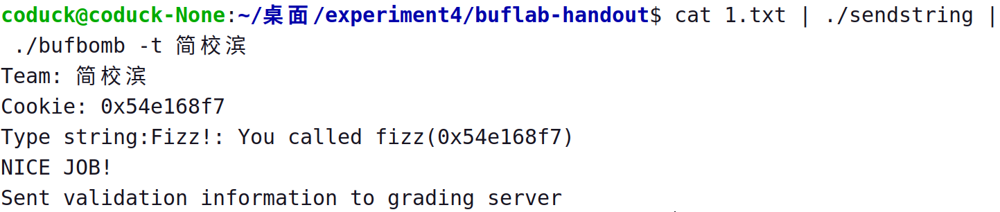 coduck@coduck-None:~/桌面/experiment4/buflab-handout$ cat 1.txt | ./sendstring |
 ./bufbomb -t 简校滨
Team: 简校滨
Cookie: 0x54e168f7
Type string:Fizz!: You called fizz(0x54e168f7)
NICE JOB!
Sent validation information to grading server